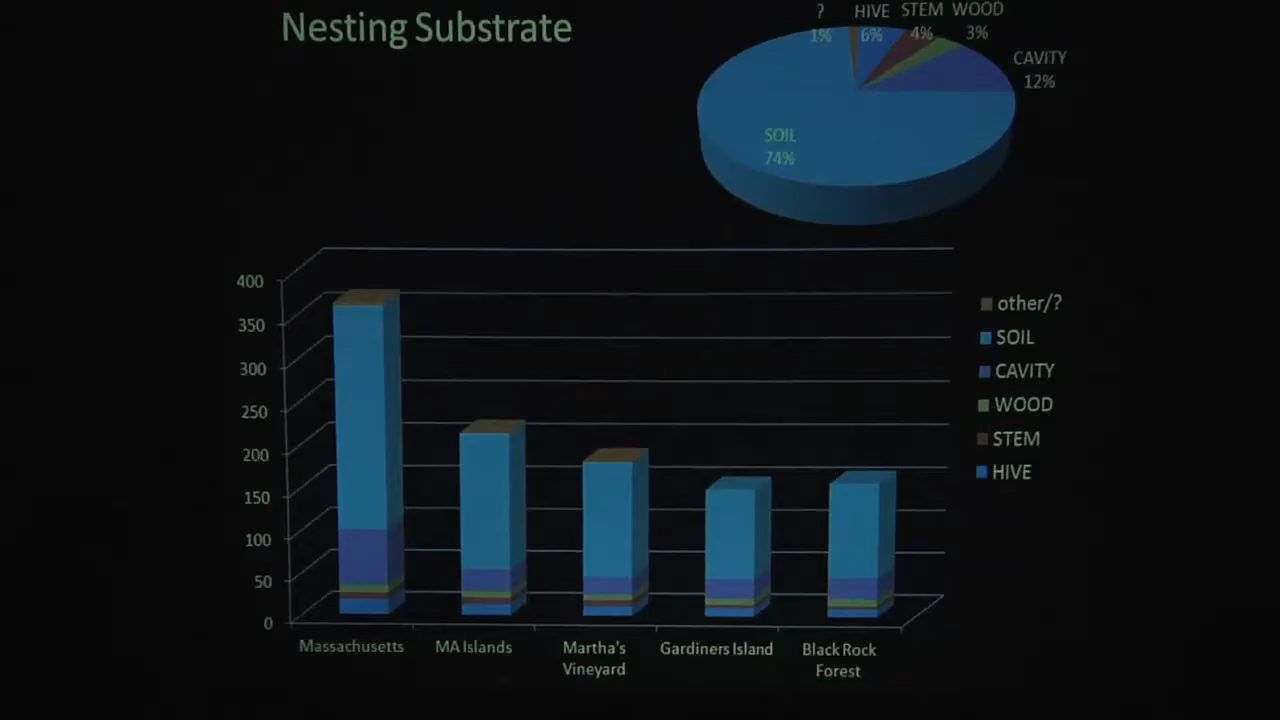 Nesting Substrate
?
1%
HIVE
6%
STEM
4%
WOOD
3%
CAVITY
12%
SOIL
74%
400
350
300
250
200
150
100
50
0
Massachusetts
MA Islands
Martha's
Vineyard
Gardiners Island
Black Rock
Forest
other/?
SOIL
CAVITY
WOOD
STEM
HIVE